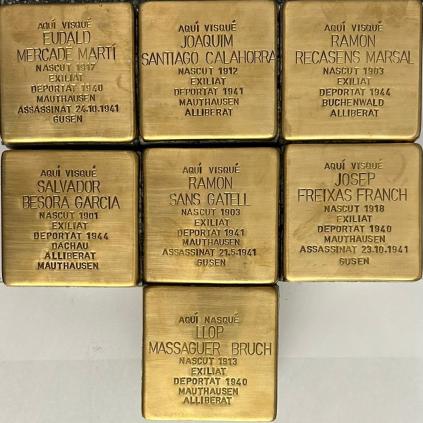 AQUÍ VISQUÉ
EUDALD
MERCADÉ MARTÍ
NASCUT 1917
EXILIAT
DEPORTAT 1940
MAUTHAUSEN
ASSASSINAT 24.10.1941
GUSEN
AQUÍ VISQUÉ
JOAQUIM
SANTIAGO CALAHORRA
NASCUT 1912
EXILIAT
DEPORTAT 1941
MAUTHAUSEN
ALLIBERAT
AQUÍ VISQUÉ
RAMON
RECASENS MARSAL
NASCUT 1903
EXILIAT
DEPORTAT 1944
BUCHENWALD
ALLIBERAT
AQUÍ VISQUÉ
SALVADOR
BESORA GARCIA
NASCUT 1901
EXILIAT
DEPORTAT 1944
DACHAU
ALLIBERAT
MAUTHAUSEN
AQUÍ VISQUÉ
RAMON
SANS GATELL
NASCUT 1903
EXILIAT
DEPORTAT 1941
MAUTHAUSEN
ASSASSINAT 21.5.1941
GUSEN
AQUÍ VISQUÉ
JOSEP
FREIXAS FRANCH
NASCUT 1918
EXILIAT
DEPORTAT 1940
MAUTHAUSEN
ASSASSINAT 23.10.1941
GUSEN
AQUÍ NASQUÉ
LLOP
MASSAGUER BRUCH
NASCUT 1913
EXILIAT
DEPORTAT 1940
MAUTHAUSEN
ALLIBERAT